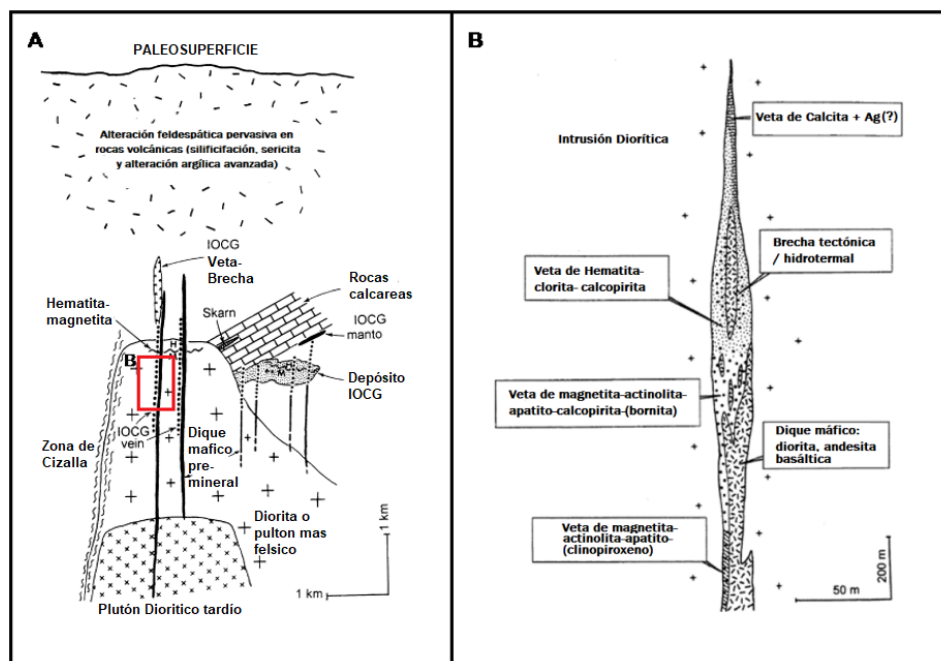 A
PALEOSUPERFICIE
Alteración feldespática pervasiva en
rocas volcánicas (silificifación, sericita
y alteración argílica avanzada)
IOCG
Veta-
Brecha
Hematita-
magnetita
Skarn
Rocas
calcareas
IOCG
manto
Depósito
IOCG
H
M
B
IOCG
vein
Zona de
Cizalla
Dique
mafico
pre-
mineral
Diorita o
pulton mas
felsico
Plutón Dioritico tardío
1 km
1 km
B
Intrusión Diorítica
Veta de Calcita + Ag(?)
Brecha tectónica
/ hidrotermal
Veta de Hematita-
clorita- calcopirita
Veta de magnetita-actinolita-
apatito-calcopirita-(bornita)
Dique máfico:
diorita, andesita
basáltica
Veta de magnetita-
actinolita-apatito-
(clinopiroxeno)
200 m
50 m